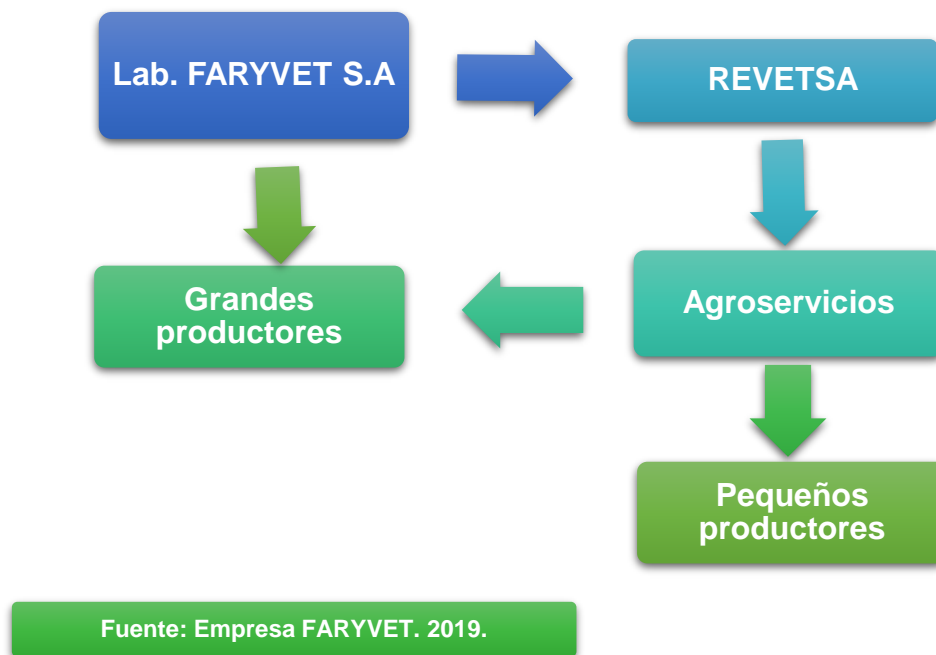 Lab. FARYVET S.A
REVETSA
Grandes
productores
Agroservicios
Pequeños
productores
Fuente: Empresa FARYVET. 2019.